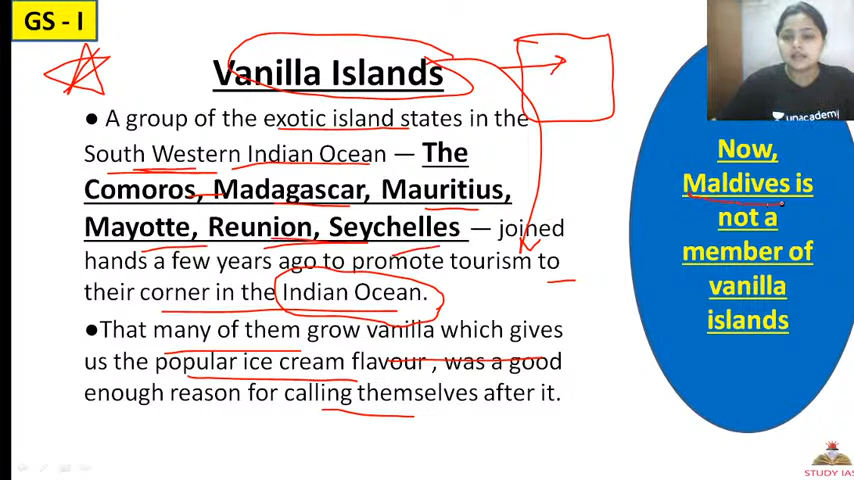 GS - I
Vanilla Islands
● A group of the exotic island states in the
South Western Indian Ocean — The
Comoros, Madagascar, Mauritius,
Mayotte, Reunion, Seychelles — joined
hands a few years ago to promote tourism to
their corner in the Indian Ocean.
●That many of them grow vanilla which gives
us the popular ice cream flavour , was a good
enough reason for calling themselves after it.
unacademy
Now,
Maldives is
not a
member of
vanilla
islands
STUDY IAS